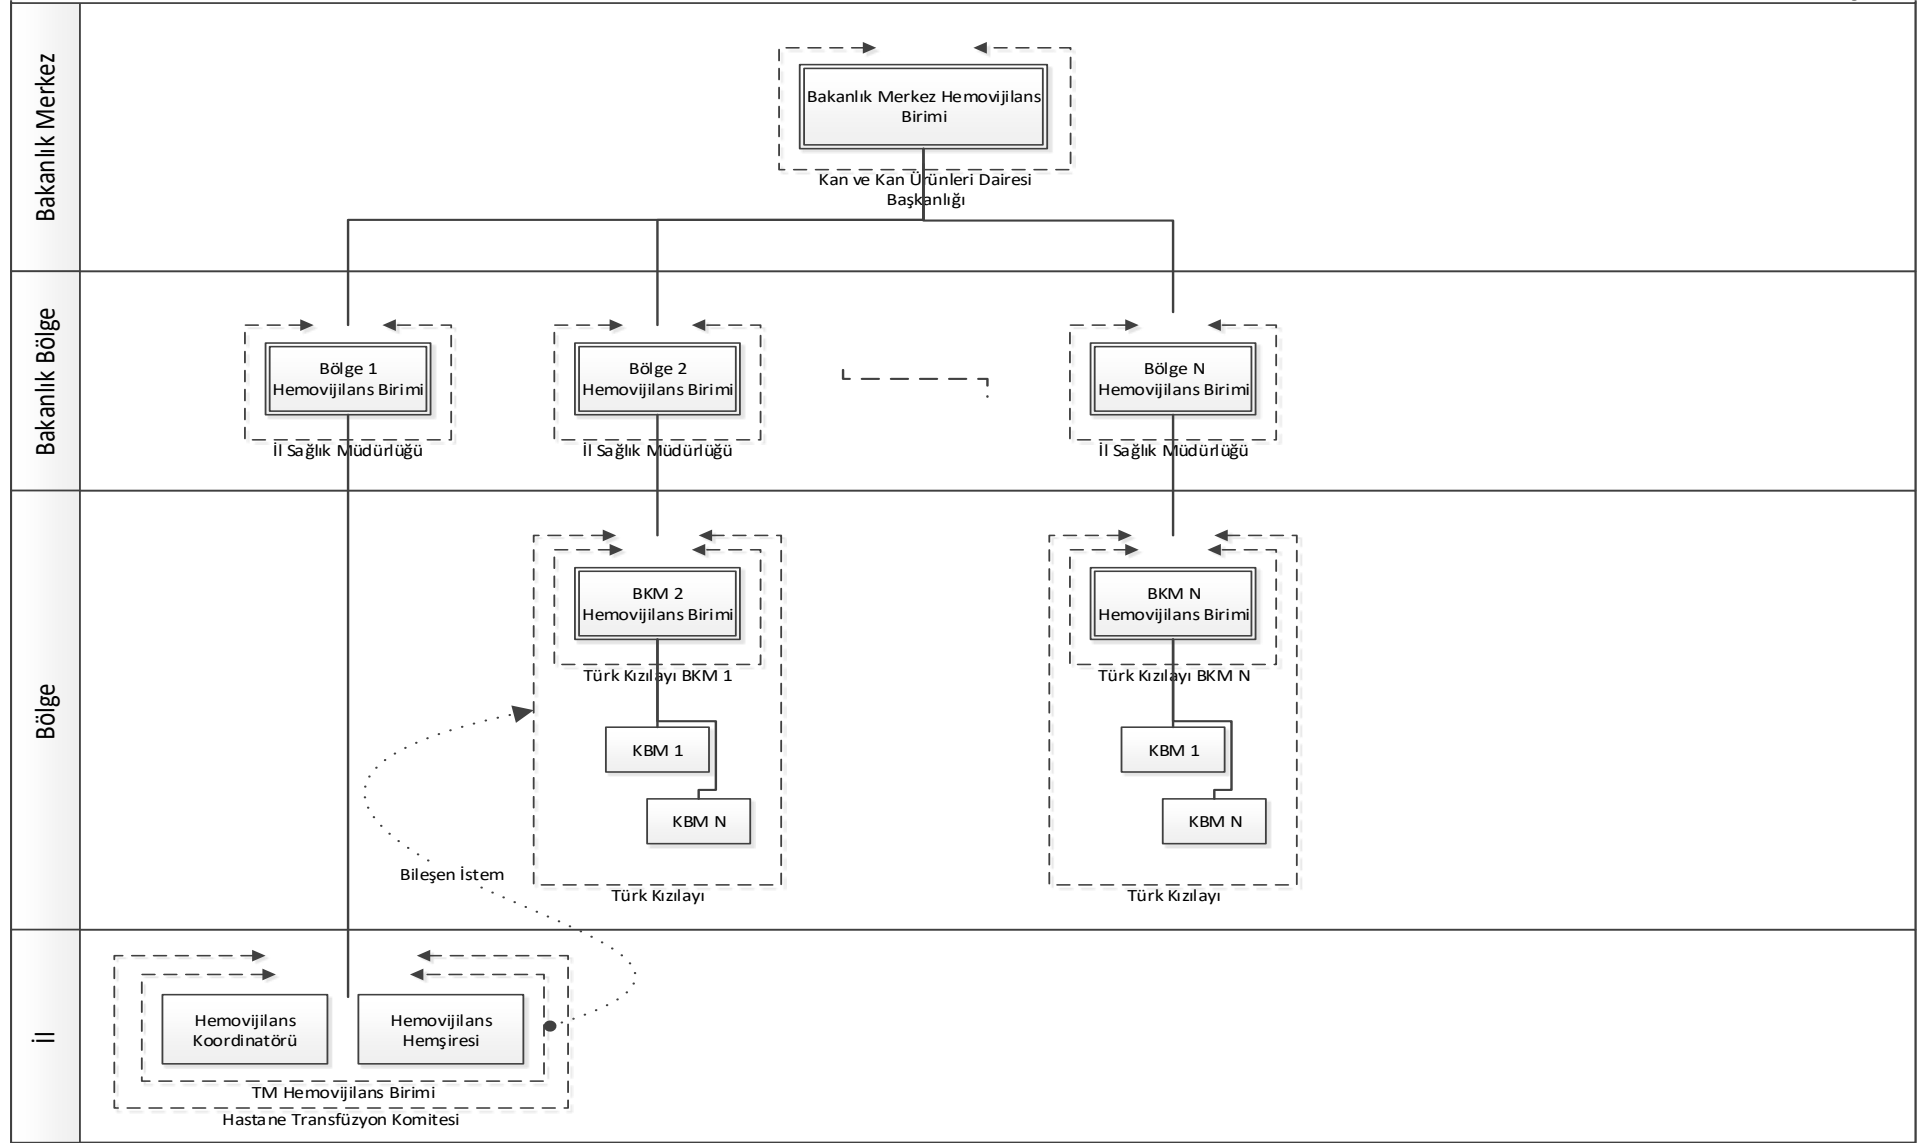 Bakanlık Merkez
Bakanlık Merkez Hemovijilans
Birimi
Kan ve Kan Ürünleri Dairesi
Başkanlığı
Bakanlık Bölge
Bölge 1
Hemovijilans Birimi
İl Sağlık Müdürlüğü
Bölge 2
Hemovijilans Birimi
İl Sağlık Müdürlüğü
Bölge N
Hemovijilans Birimi
İl Sağlık Müdürlüğü
Bölge
BKM 2
Hemovijilans Birimi
Türk Kızılayı BKM 1
KBM 1
KBM N
Türk Kızılayı
BKM N
Hemovijilans Birimi
Türk Kızılayı BKM N
KBM 1
KBM N
Türk Kızılayı
Bileşen İstem
İl
Hemovijilans
Koordinatörü
Hemovijilans
Hemşiresi
TM Hemovijilans Birimi
Hastane Transfüzyon Komitesi